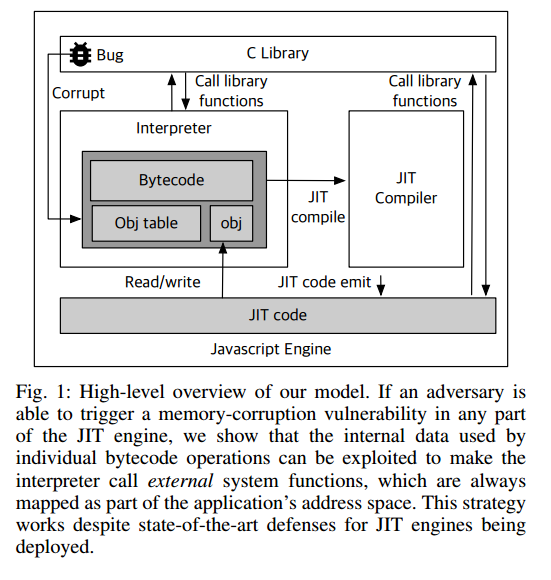 C Library
Bug
Corrupt
Call library
functions
Call library
functions
Interpreter
Bytecode
Obj table
obj
JIT
compile
JIT
Compiler
Read/write
JIT code emit
JIT code
Javascript Engine
Fig. 1: High-level overview of our model. If an adversary is
able to trigger a memory-corruption vulnerability in any part
of the JIT engine, we show that the internal data used by
individual bytecode operations can be exploited to make the
interpreter call external system functions, which are always
mapped as part of the application's address space. This strategy
works despite state-of-the-art defenses for JIT engines being
deployed.